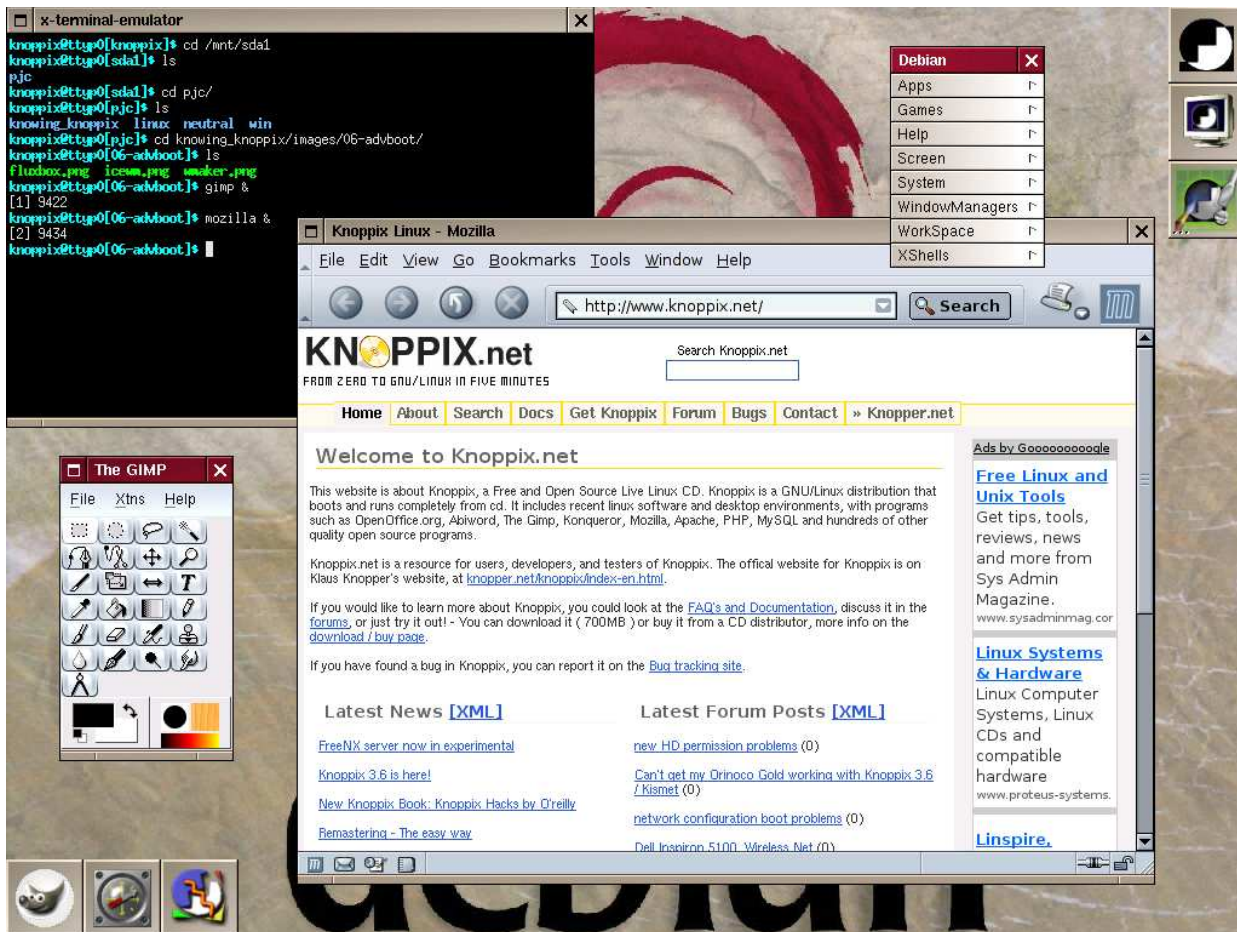 x-terminal-emulator
knoppix@ttyp0[knoppix]$ cd /mnt/sda1
knoppix@ttyp0[sda1]$ ls
pjc
knoppix@ttyp0[sda1]$ cd pjc/
knoppix@ttyp0[pjc]$ ls
knowing_knoppix linux neutral win
knoppix@ttyp0[pjc]$ cd knowing_knoppix/images/06-advboot/
knoppix@ttyp0[06-advboot]$ ls
fluxbox.png icewm.png wmaker.png
knoppix@ttyp0[06-advboot]$ gimp &
[1] 9422
knoppix@ttyp0[06-advboot]$ mozilla &
[2] 9434
knoppix@ttyp0[06-advboot]$
Debian
Apps
Games
Help
Screen
System
WindowManagers
WorkSpace
XShells
Knoppix Linux - Mozilla
File Edit View Go Bookmarks Tools Window Help
http://www.knoppix.net/ Search
KNOPPIX.net
FROM ZERO TO GNU/LINUX IN FIVE MINUTES
Search Knoppix.net
Home About Search Docs Get Knoppix Forum Bugs Contact » Knopper.net
Welcome to Knoppix.net
This website is about Knoppix, a Free and Open Source Live Linux CD. Knoppix is a GNU/Linux distribution that
boots and runs completely from cd. It includes recent linux software and desktop environments, with programs
such as OpenOffice.org, Abiword, The Gimp, Konqueror, Mozilla, Apache, PHP, MySQL and hundreds of other
quality open source programs.
Knoppix.net is a resource for users, developers, and testers of Knoppix. The offical website for Knoppix is on
Klaus Knopper's website, at knopper.net/knoppix/index-en.html.
If you would like to learn more about Knoppix, you could look at the FAQ's and Documentation, discuss it in the
forums, or just try it out! - You can download it ( 700MB ) or buy it from a CD distributor, more info on the
download / buy page.
If you have found a bug in Knoppix, you can report it on the Bug tracking site.
Latest News [XML]
FreeNX server now in experimental
Knoppix 3.6 is here!
New Knoppix Book: Knoppix Hacks by O'reilly
Remastering - The easy way
Latest Forum Posts [XML]
new HD permission problems (0)
Can't get my Orinoco Gold working with Knoppix 3.6
/ Kismet (0)
network configuration boot problems (0)
Dell Inspiron 5100, Wireless Net (0)
Ads by Goooooooooogle
Free Linux and
Unix Tools
Get tips, tools,
reviews, news
and more from
Sys Admin
Magazine.
www.sysadminmag.cor
Linux Systems
& Hardware
Linux Computer
Systems, Linux
CDs and
compatible
hardware
www.proteus-systems.
Linspire,
The GIMP
File Xtns Help
debian